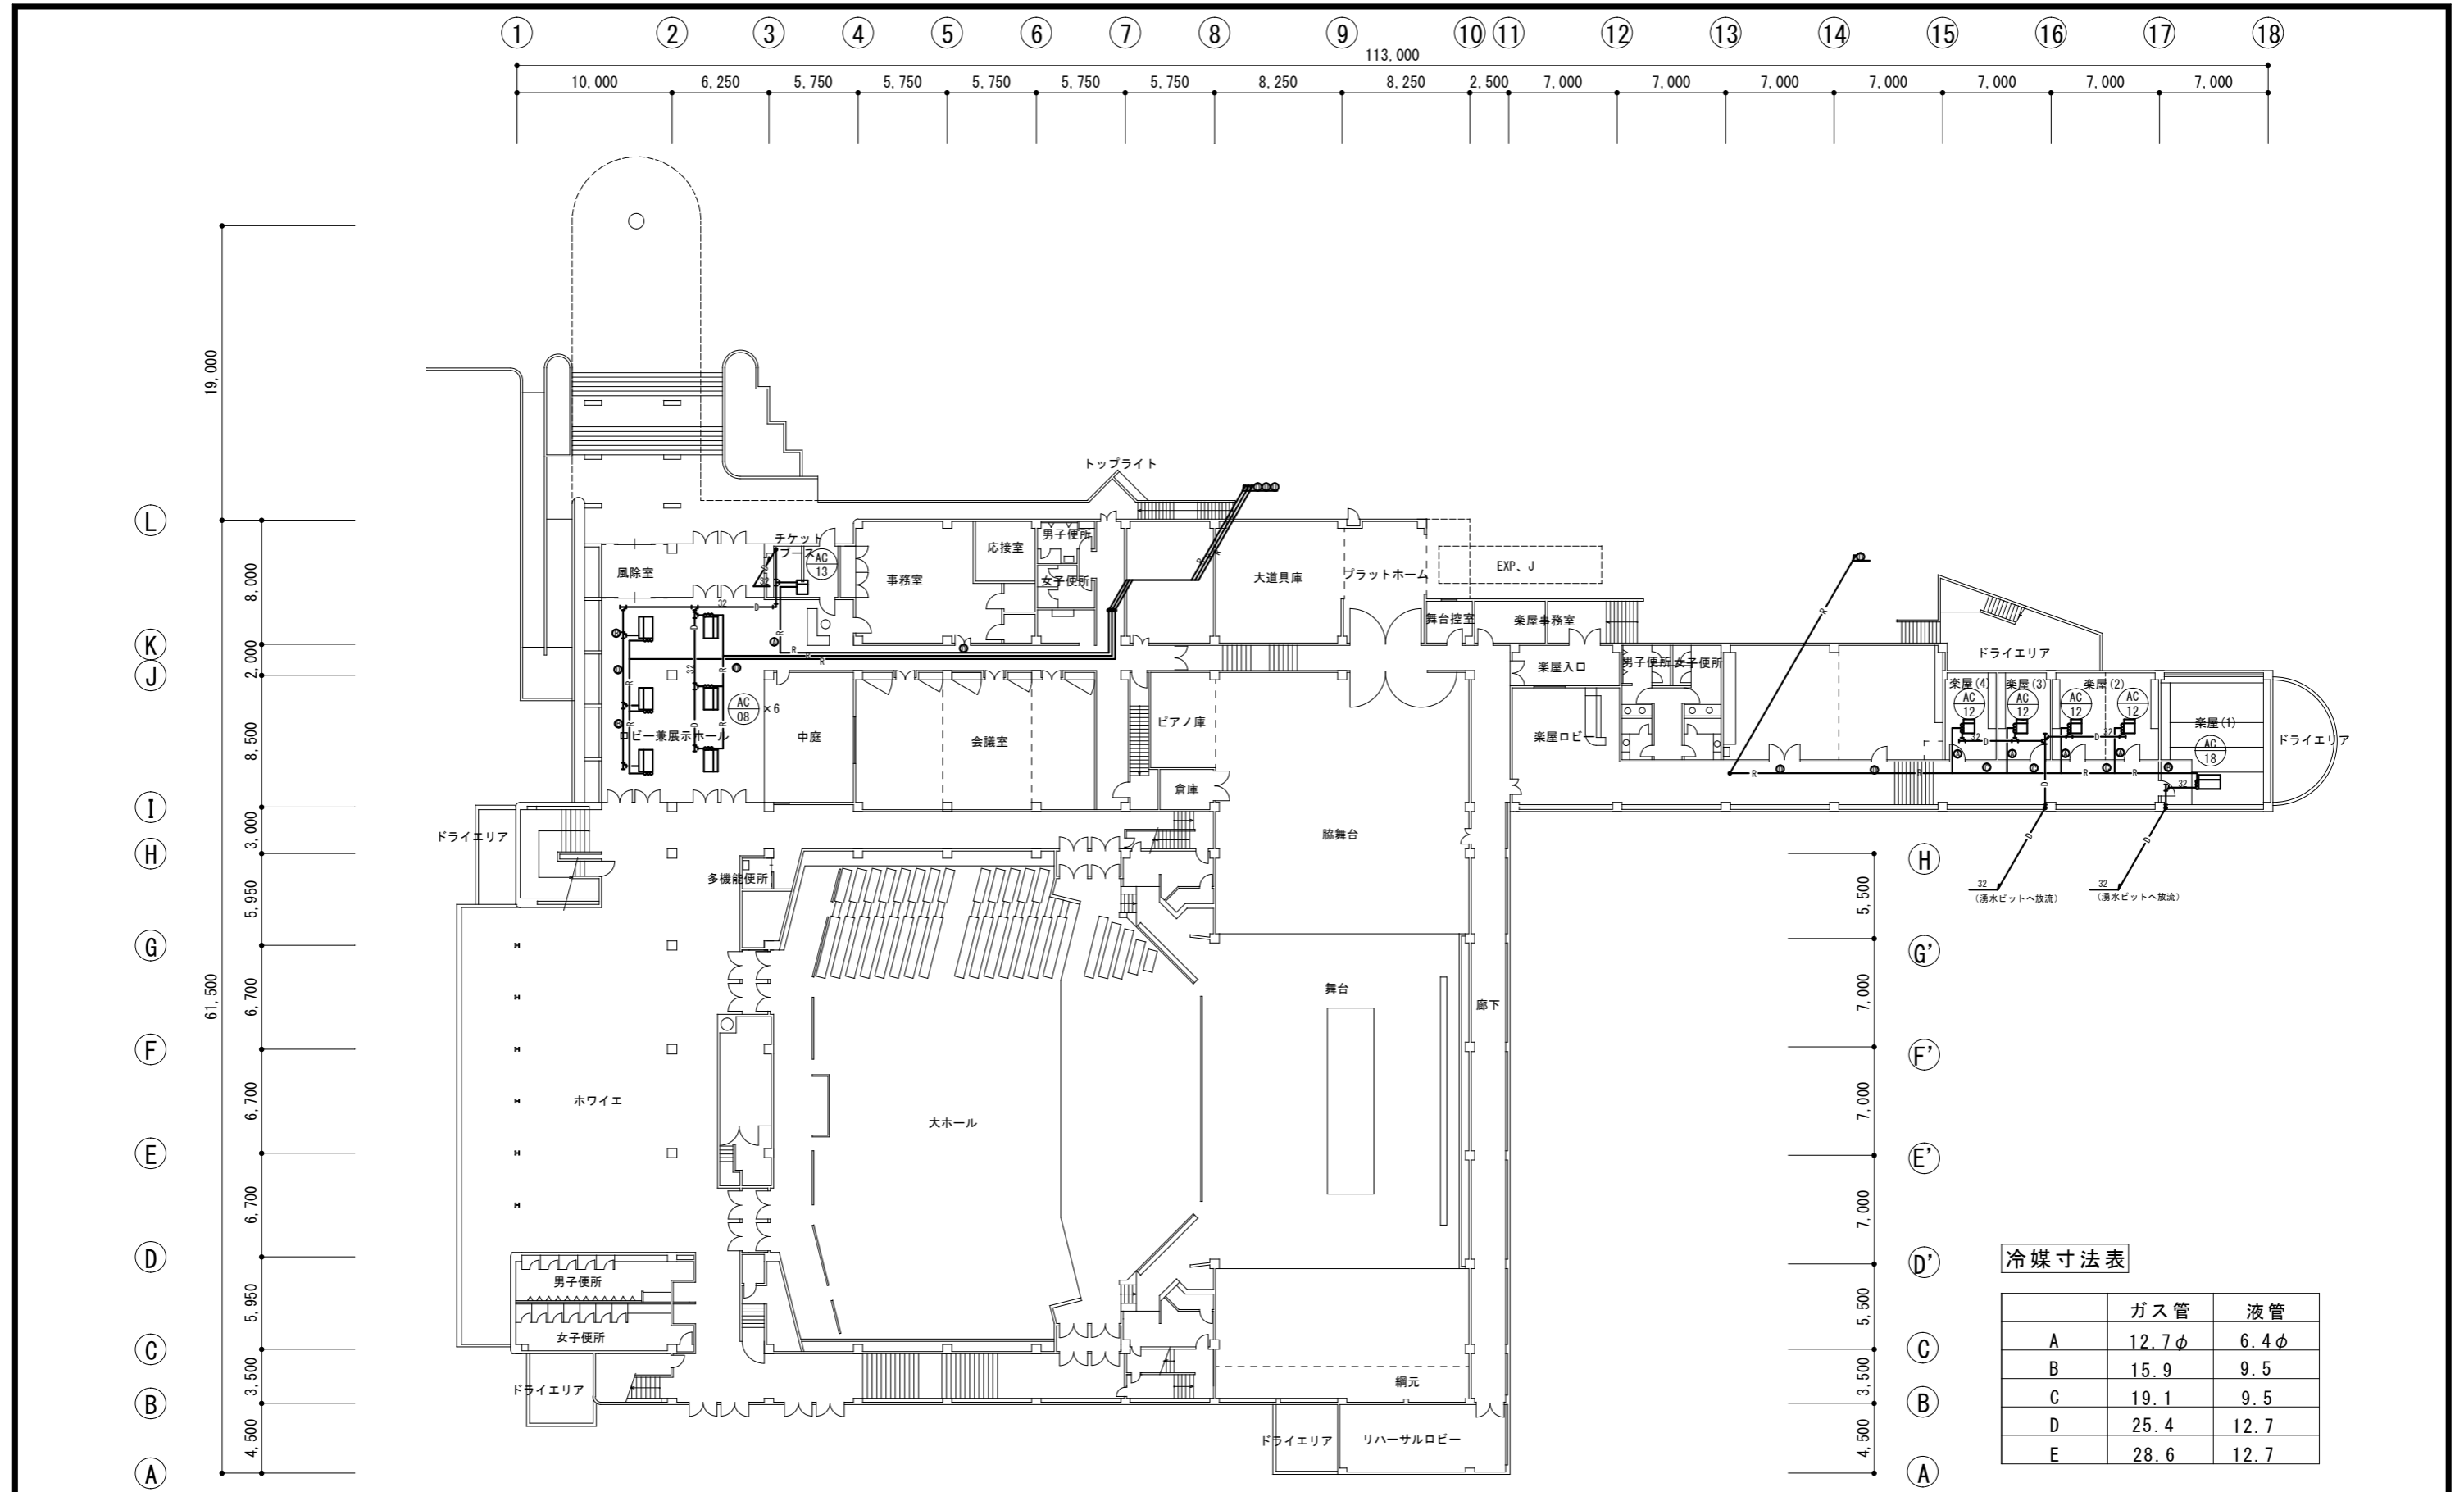 1 2 3 4 5 6 7 8 9 10 11 12 13 14 15 16 17 18
113,000
10,000 6,250 5,750 5,750 5,750 5,750 5,750 8,250 8,250 2,500 7,000 7,000 7,000 7,000 7,000 7,000 7,000
19,000
61,500
L
8,000
K
2,000
J
8,500
I
3,000
H
5,950
G
6,700
F
6,700
E
6,700
D
5,950
C
3,500
B
4,500
A
トップライト
チケット
ブース
AC
13
風除室
事務室
応接室
男子便所
女子便所
大道具庫
プラットホーム
EXP、J
舞台控室
楽屋事務室
楽屋入口
男子便所
女子便所
ドライエリア
楽屋(4)
AC
12
楽屋(3)
AC
12
楽屋(2)
AC
12
AC
12
楽屋(1)
AC
18
ドライエリア
32
D
32
D
32
R
R
R
R
AC
08
×6
ロビー兼展示ホール
中庭
会議室
ピアノ庫
倉庫
楽屋ロビー
R
R
R
R
R
32
D
D
32
32
D
D
D
32
(湧水ピットへ放流)
32
(湧水ピットへ放流)
ドライエリア
脇舞台
多機能便所
舞台
廊下
ホワイエ
大ホール
男子便所
女子便所
ドライエリア
綱元
ドライエリア
リハーサルロビー
H
5,500
G'
7,000
F'
7,000
E'
7,000
D'
5,500
C
3,500
B
4,500
A
冷媒寸法表
ガス管 液管
A 12.7φ 6.4φ
B 15.9 9.5
C 19.1 9.5
D 25.4 12.7
E 28.6 12.7